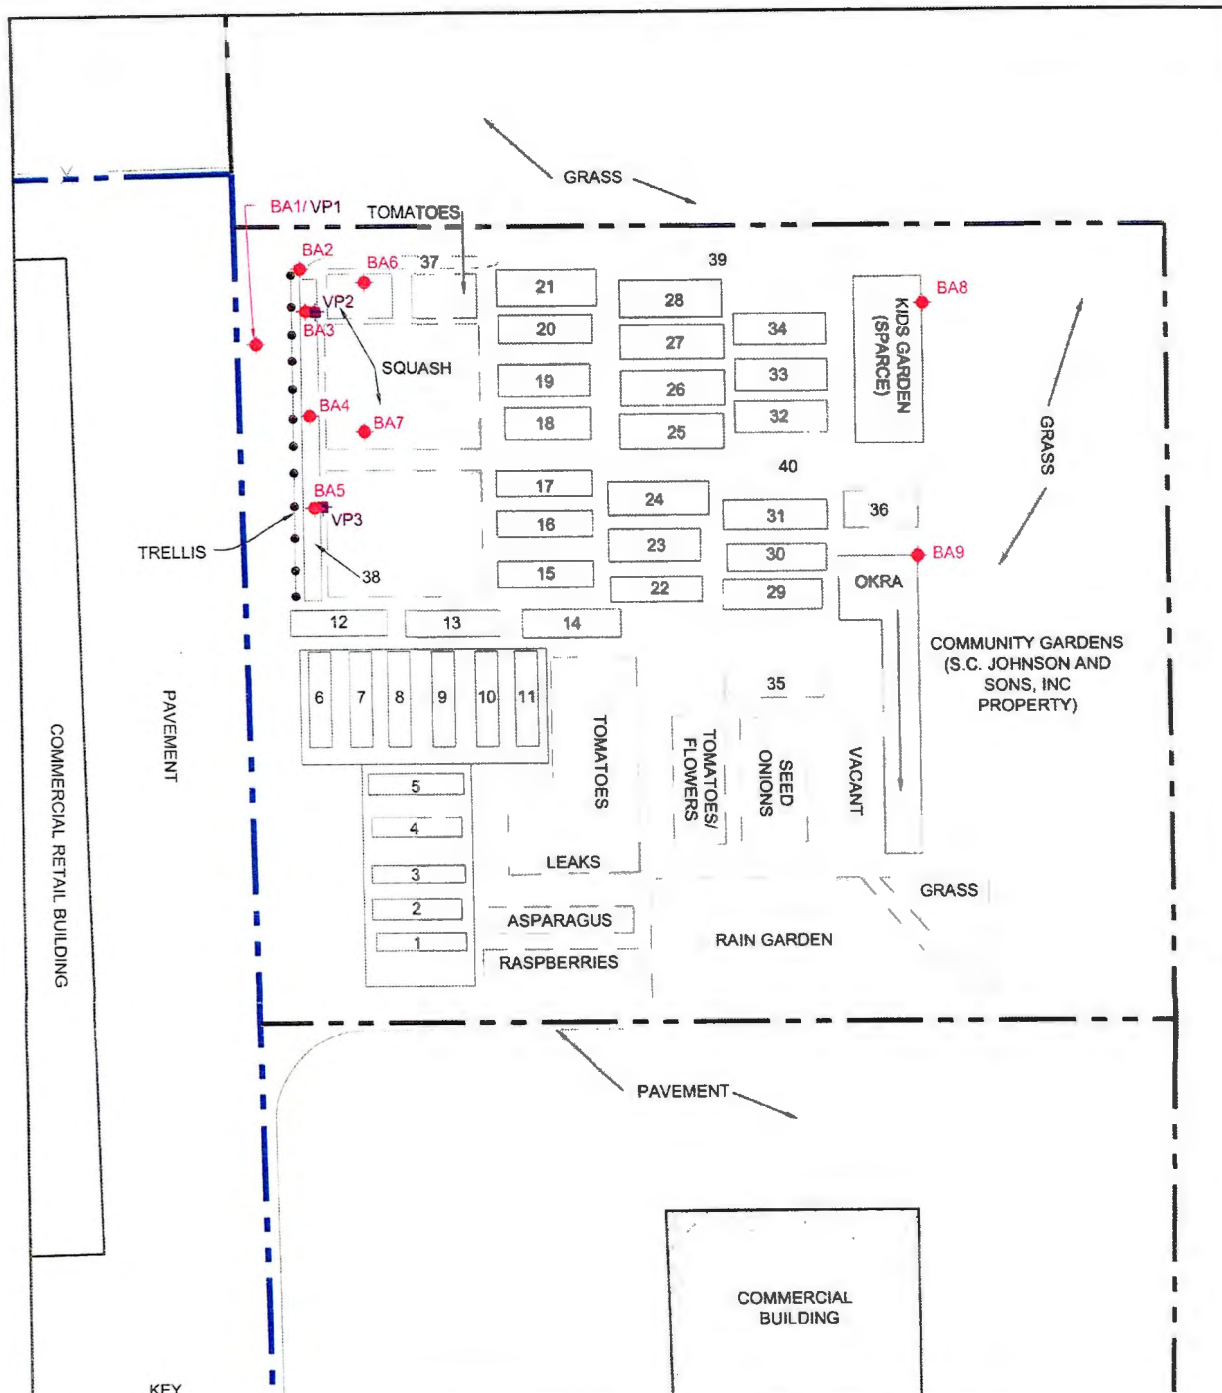 GRASS
BA1/VP1
TOMATOES
BA2
BA6
37
39
21
28
BA8
VP2
BA3
20
27
34
KIDS GARDEN
(SPARCE)
SQUASH
19
26
33
BA4
BA7
18
25
32
GRASS
40
17
24
36
BA5
VP3
16
31
TRELLIS
23
30
BA9
38
15
22
29
OKRA
12
13
14
COMMUNITY GARDENS
(S.C. JOHNSON AND
SONS, INC
PROPERTY)
6
7
8
9
10
11
35
PAVEMENT
COMMERCIAL RETAIL BUILDING
TOMATOES
TOMATOES/
FLOWERS
SEED
ONIONS
VACANT
5
4
LEAKS
3
GRASS
2
ASPARAGUS
1
RAIN GARDEN
RASPBERRIES
PAVEMENT
COMMERCIAL
BUILDING
KEY